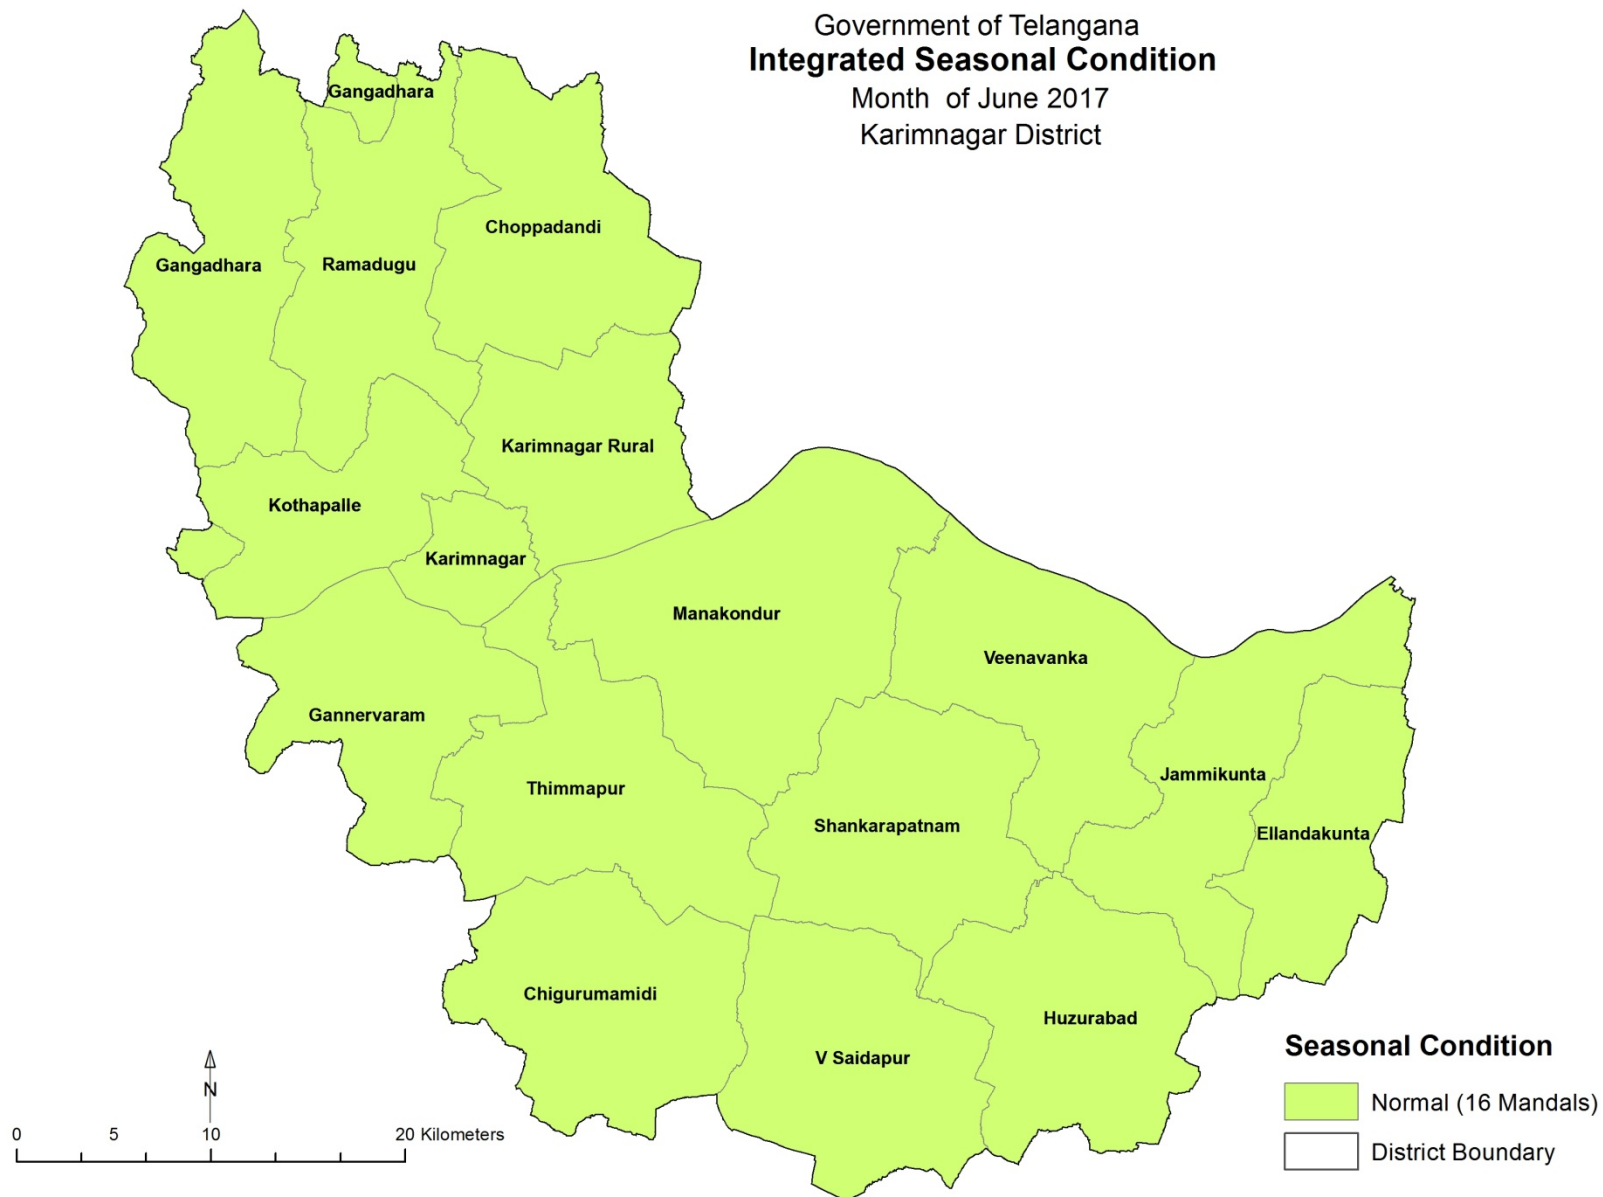 Government of Telangana
Integrated Seasonal Condition
Month of June 2017
Karimnagar District
Gangadhara
Choppadandi
Gangadhara
Ramadugu
Karimnagar Rural
Kothapalle
Karimnagar
Manakondur
Veenavanka
Gannervaram
Thimmapur
Jammikunta
Shankarapatnam
Ellandakunta
Chigurumamidi
Huzurabad
V Saidapur
Seasonal Condition
Normal (16 Mandals)
District Boundary
N
0 5 10 20 Kilometers